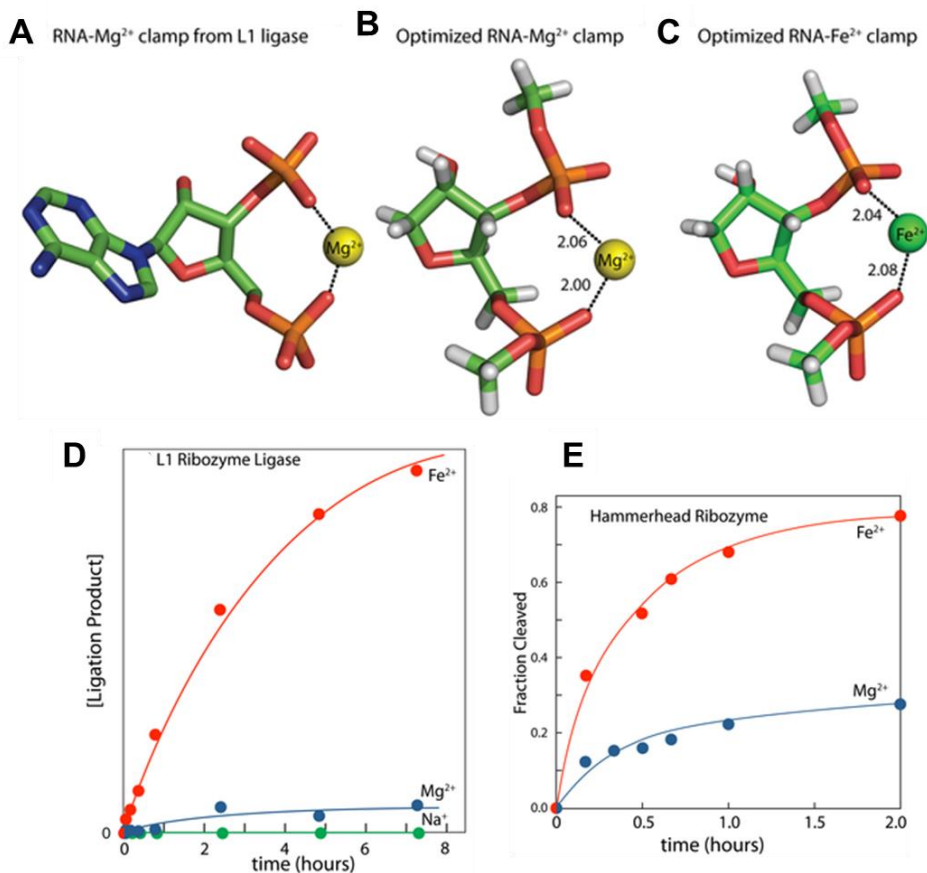 A RNA-Mg²⁺ clamp from L1 ligase
B Optimized RNA-Mg²⁺ clamp
C Optimized RNA-Fe²⁺ clamp
Mg²⁺
2.06
Mg²⁺
2.00
2.04
Fe²⁺
2.08
D
L1 Ribozyme Ligase
Fe²⁺
Mg²⁺
Na⁺
[Ligation Product]
0
0 2 4 6 8
time (hours)
E
Hammerhead Ribozyme
Fe²⁺
Mg²⁺
Fraction Cleaved
0.8
0.6
0.4
0.2
0.0
0 0.5 1.0 1.5 2.0
time (hours)